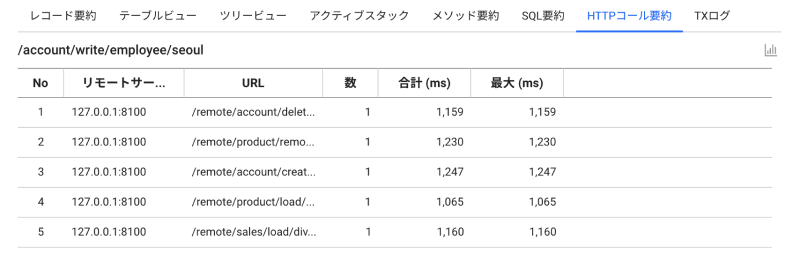 レコード要約 テーブルビュー ツリービュー アクティブスタック メソッド要約 SQL要約 HTTPコール要約 TXログ
/account/write/employee/seoul
No リモートサー... URL 数 合計 (ms) 最大 (ms)
1 127.0.0.1:8100 /remote/account/delet... 1 1,159 1,159
2 127.0.0.1:8100 /remote/product/remo... 1 1,230 1,230
3 127.0.0.1:8100 /remote/account/creat... 1 1,247 1,247
4 127.0.0.1:8100 /remote/product/load/... 1 1,065 1,065
5 127.0.0.1:8100 /remote/sales/load/div... 1 1,160 1,160